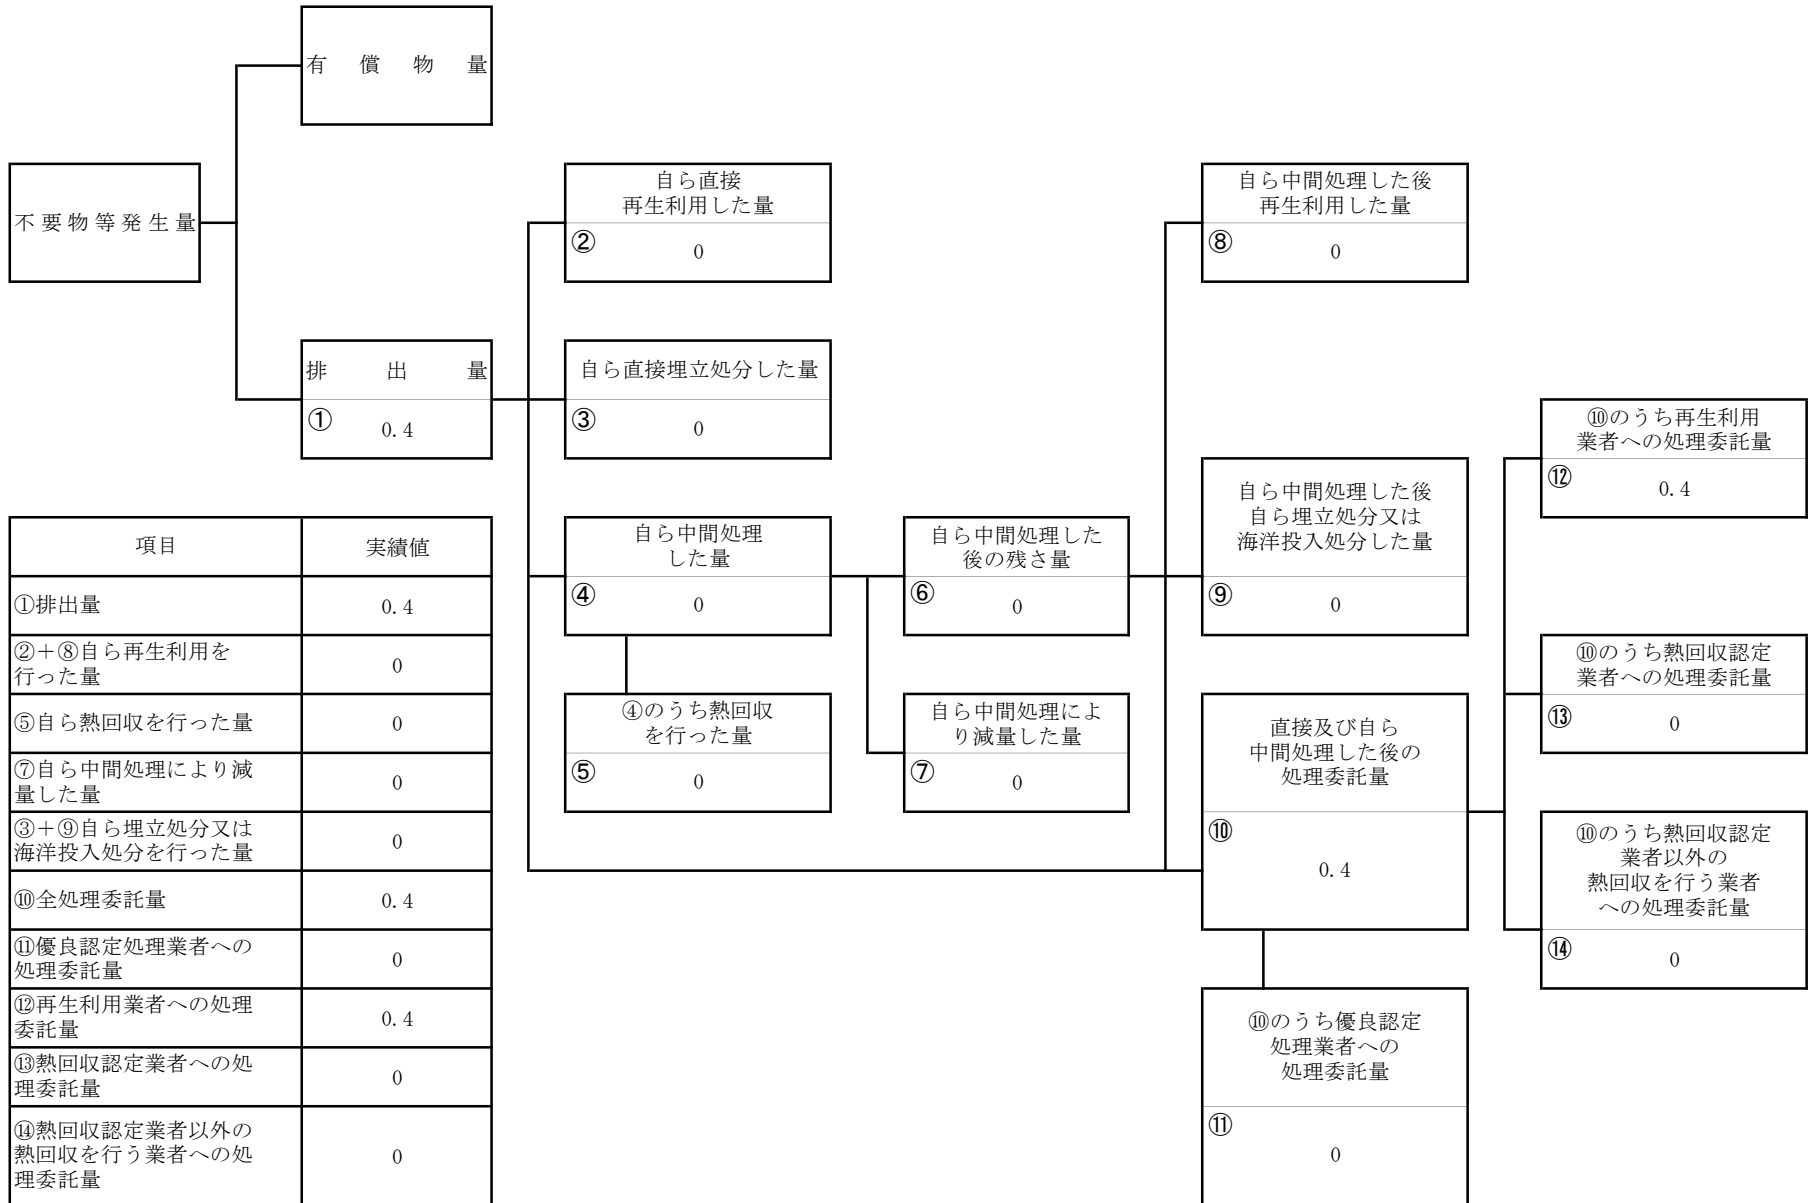 有償物量
不要物等発生量
排出量
①
0.4
自ら直接
再生利用した量
②
0
自ら直接埋立処分した量
③
0
自ら中間処理
した量
④
0
④のうち熱回収
を行った量
⑤
0
自ら中間処理した
後の残さ量
⑥
0
自ら中間処理によ
り減量した量
⑦
0
自ら中間処理した後
再生利用した量
⑧
0
自ら中間処理した後
自ら埋立処分又は
海洋投入処分した量
⑨
0
直接及び自ら
中間処理した後の
処理委託量
⑩
0.4
⑩のうち優良認定
処理業者への
処理委託量
⑪
0
⑩のうち再生利用
業者への処理委託量
⑫
0.4
⑩のうち熱回収認定
業者への処理委託量
⑬
0
⑩のうち熱回収認定
業者以外の
熱回収を行う業者
への処理委託量
⑭
0
項目 実績値
①排出量 0.4
②＋⑧自ら再生利用を
行った量 0
⑤自ら熱回収を行った量 0
⑦自ら中間処理により減
量した量 0
③＋⑨自ら埋立処分又は
海洋投入処分を行った量 0
⑩全処理委託量 0.4
⑪優良認定処理業者への
処理委託量 0
⑫再生利用業者への処理
委託量 0.4
⑬熱回収認定業者への処
理委託量 0
⑭熱回収認定業者以外の
熱回収を行う業者への処
理委託量 0